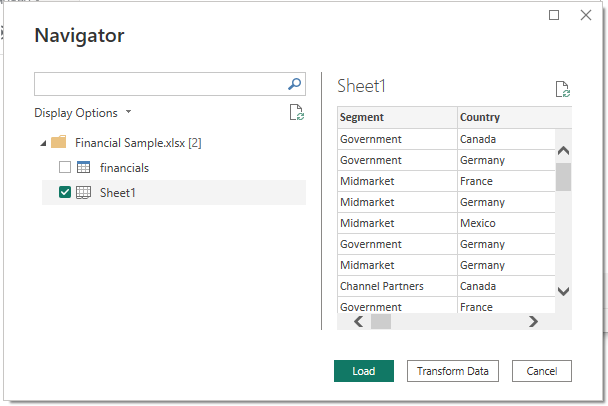 Navigator
Display Options
Financial Sample.xlsx [2]
financials
Sheet1
Sheet1
Segment Country
Government Canada
Government Germany
Midmarket France
Midmarket Germany
Midmarket Mexico
Government Germany
Midmarket Germany
Channel Partners Canada
Government France
Load Transform Data Cancel